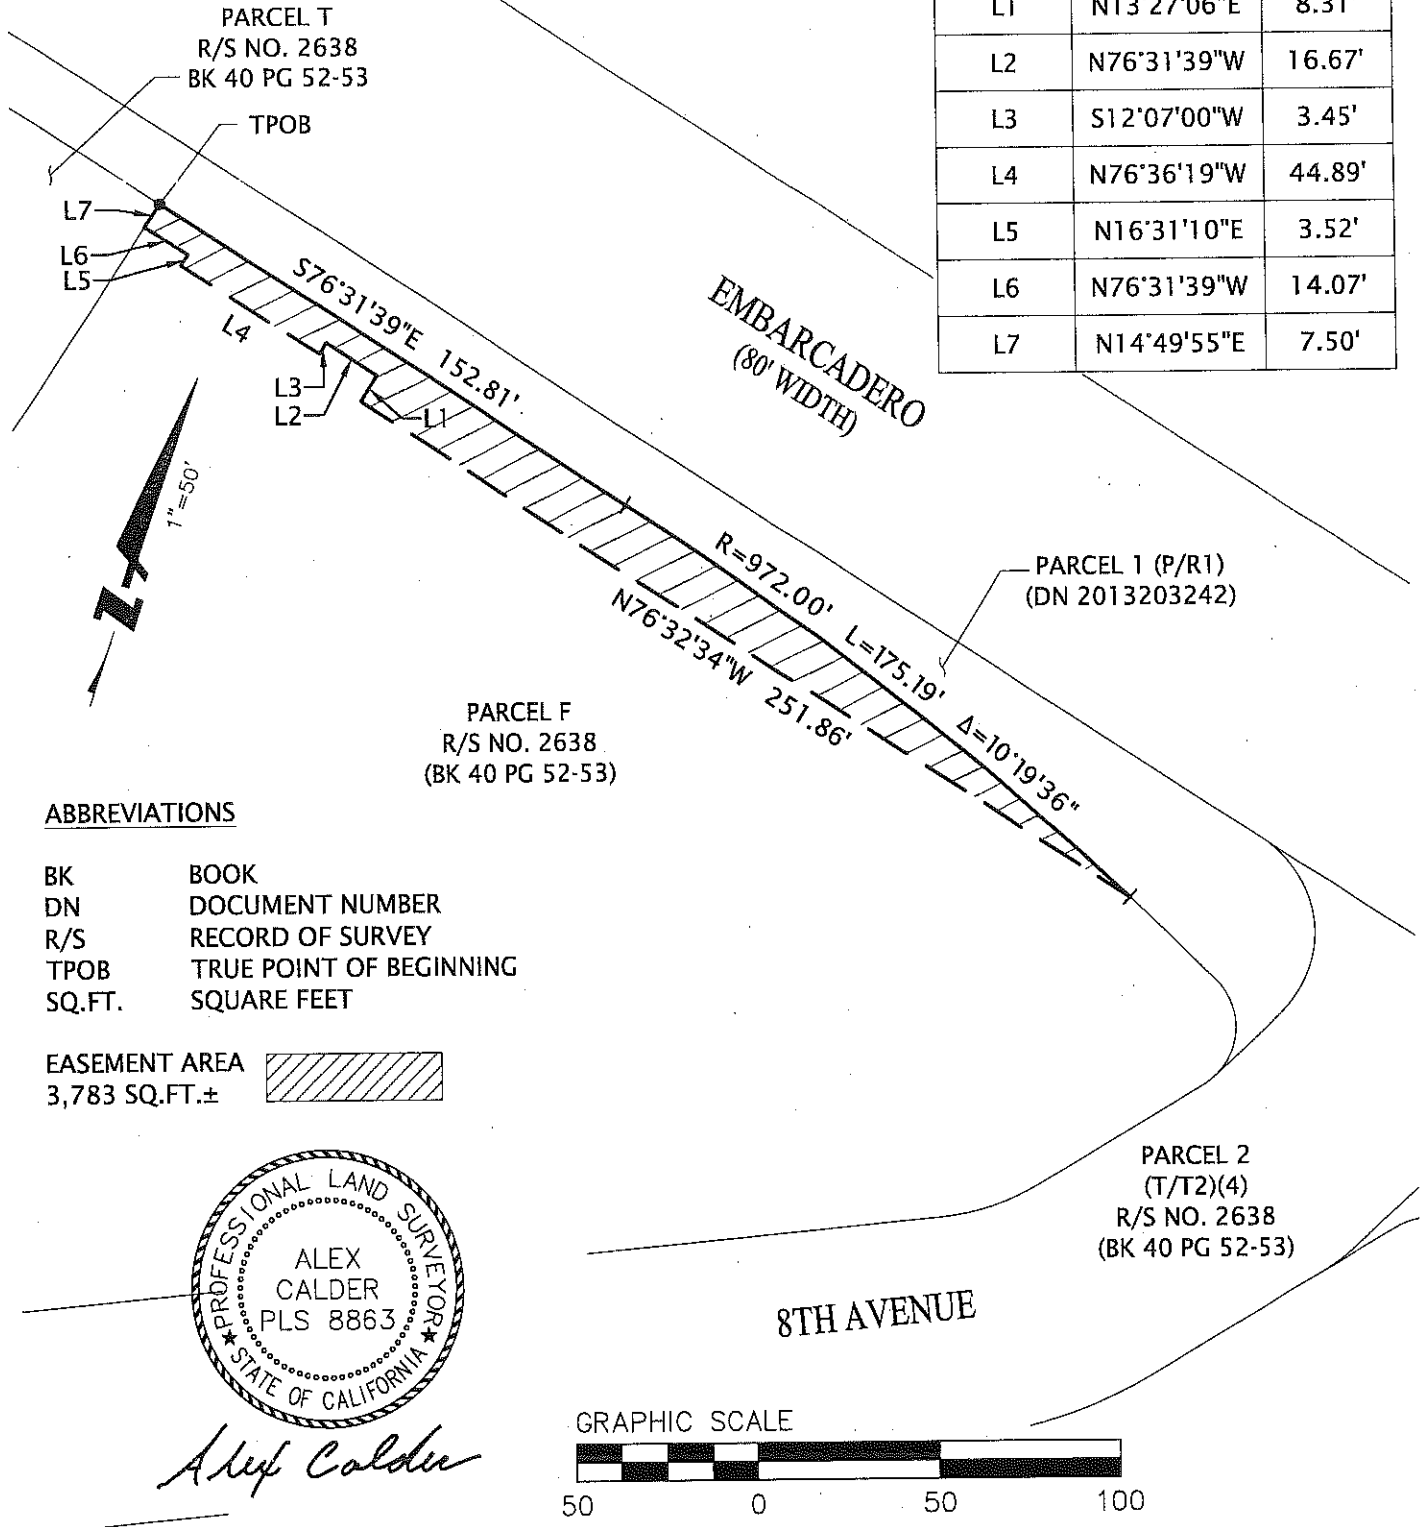 PARCEL T
R/S NO. 2638
BK 40 PG 52-53
TPOB
L1 N13°27'06"E 8.31'
L2 N76°31'39"W 16.67'
L3 S12°07'00"W 3.45'
L4 N76°36'19"W 44.89'
L5 N16°31'10"E 3.52'
L6 N76°31'39"W 14.07'
L7 N14°49'55"E 7.50'
L7
L6
L5
L4
L3
L2
L1
S76°31'39"E 152.81'
EMBARCADERO
(80' WIDTH)
1"=50'
N
R=972.00' L=175.19' Δ=10°19'36"
N76°32'34"W 251.86'
PARCEL 1 (P/R1)
(DN 2013203242)
PARCEL F
R/S NO. 2638
(BK 40 PG 52-53)
ABBREVIATIONS
BK BOOK
DN DOCUMENT NUMBER
R/S RECORD OF SURVEY
TPOB TRUE POINT OF BEGINNING
SQ.FT. SQUARE FEET
EASEMENT AREA
3,783 SQ.FT.±
PROFESSIONAL LAND SURVEYOR
ALEX
CALDER
PLS 8863
STATE OF CALIFORNIA
Alex Calder
PARCEL 2
(T/T2)(4)
R/S NO. 2638
(BK 40 PG 52-53)
8TH AVENUE
GRAPHIC SCALE
50 0 50 100